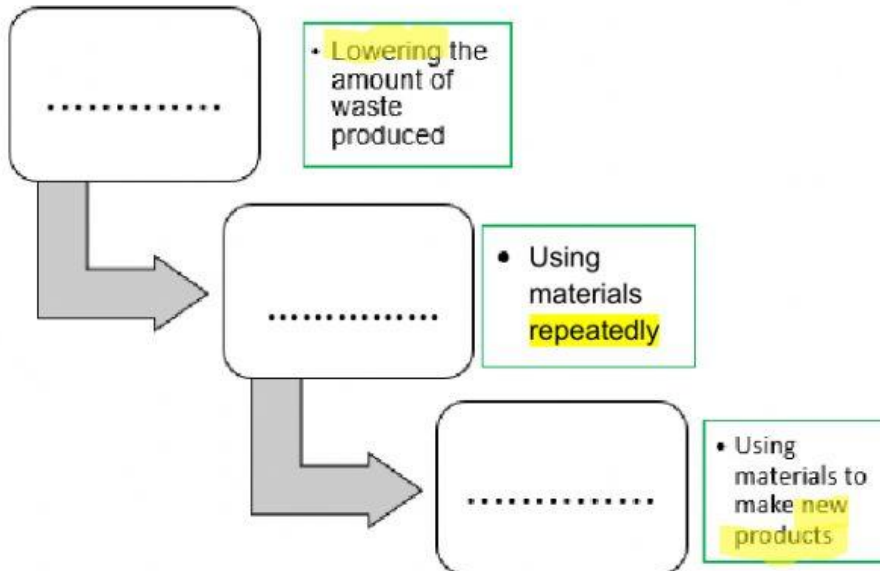 .............
• Lowering the
amount of
waste
produced
...............
• Using
materials
repeatedly
..............
• Using
materials to
make new
products